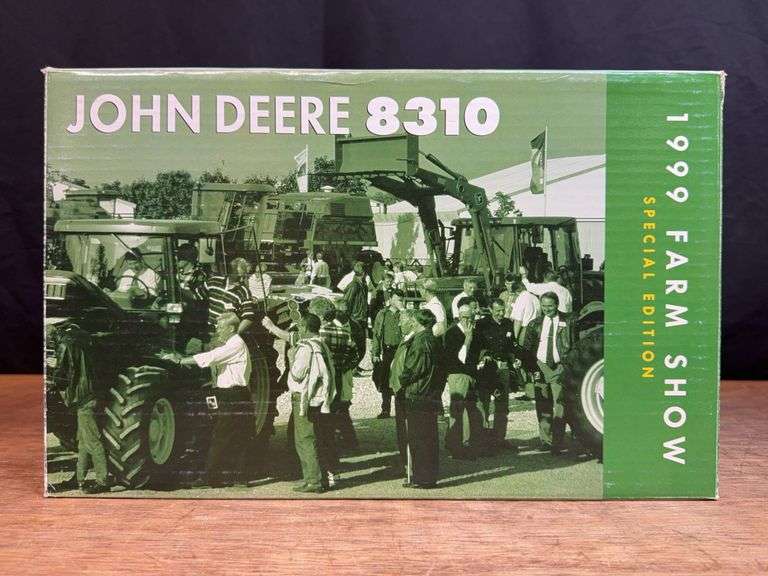 JOHN DEERE 8310
1999 FARM SHOW
SPECIAL EDITION